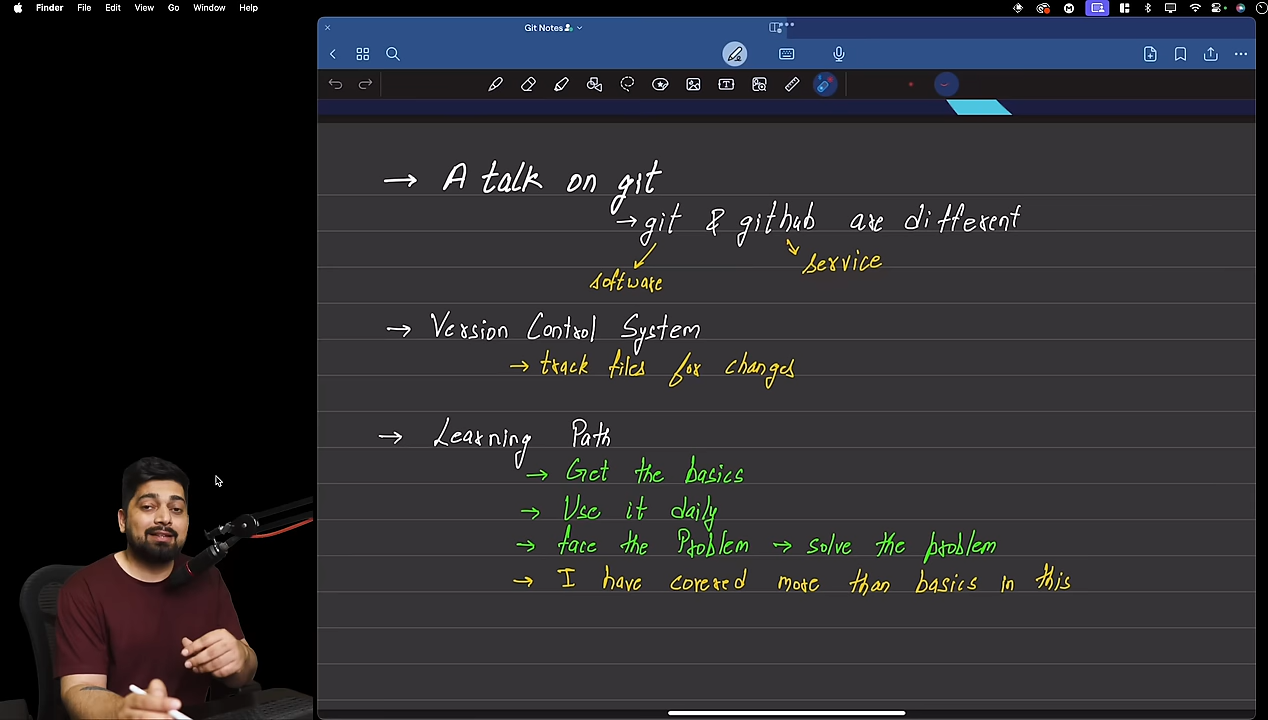 Finder File Edit View Go Window Help
Git Notes
→ A talk on git
→ git & github are different
service
software
→ Version Control System
→ track files for changes
→ Learning Path
→ Get the basics
→ Use it daily
→ face the Problem → solve the problem
→ I have covered more than basics in this